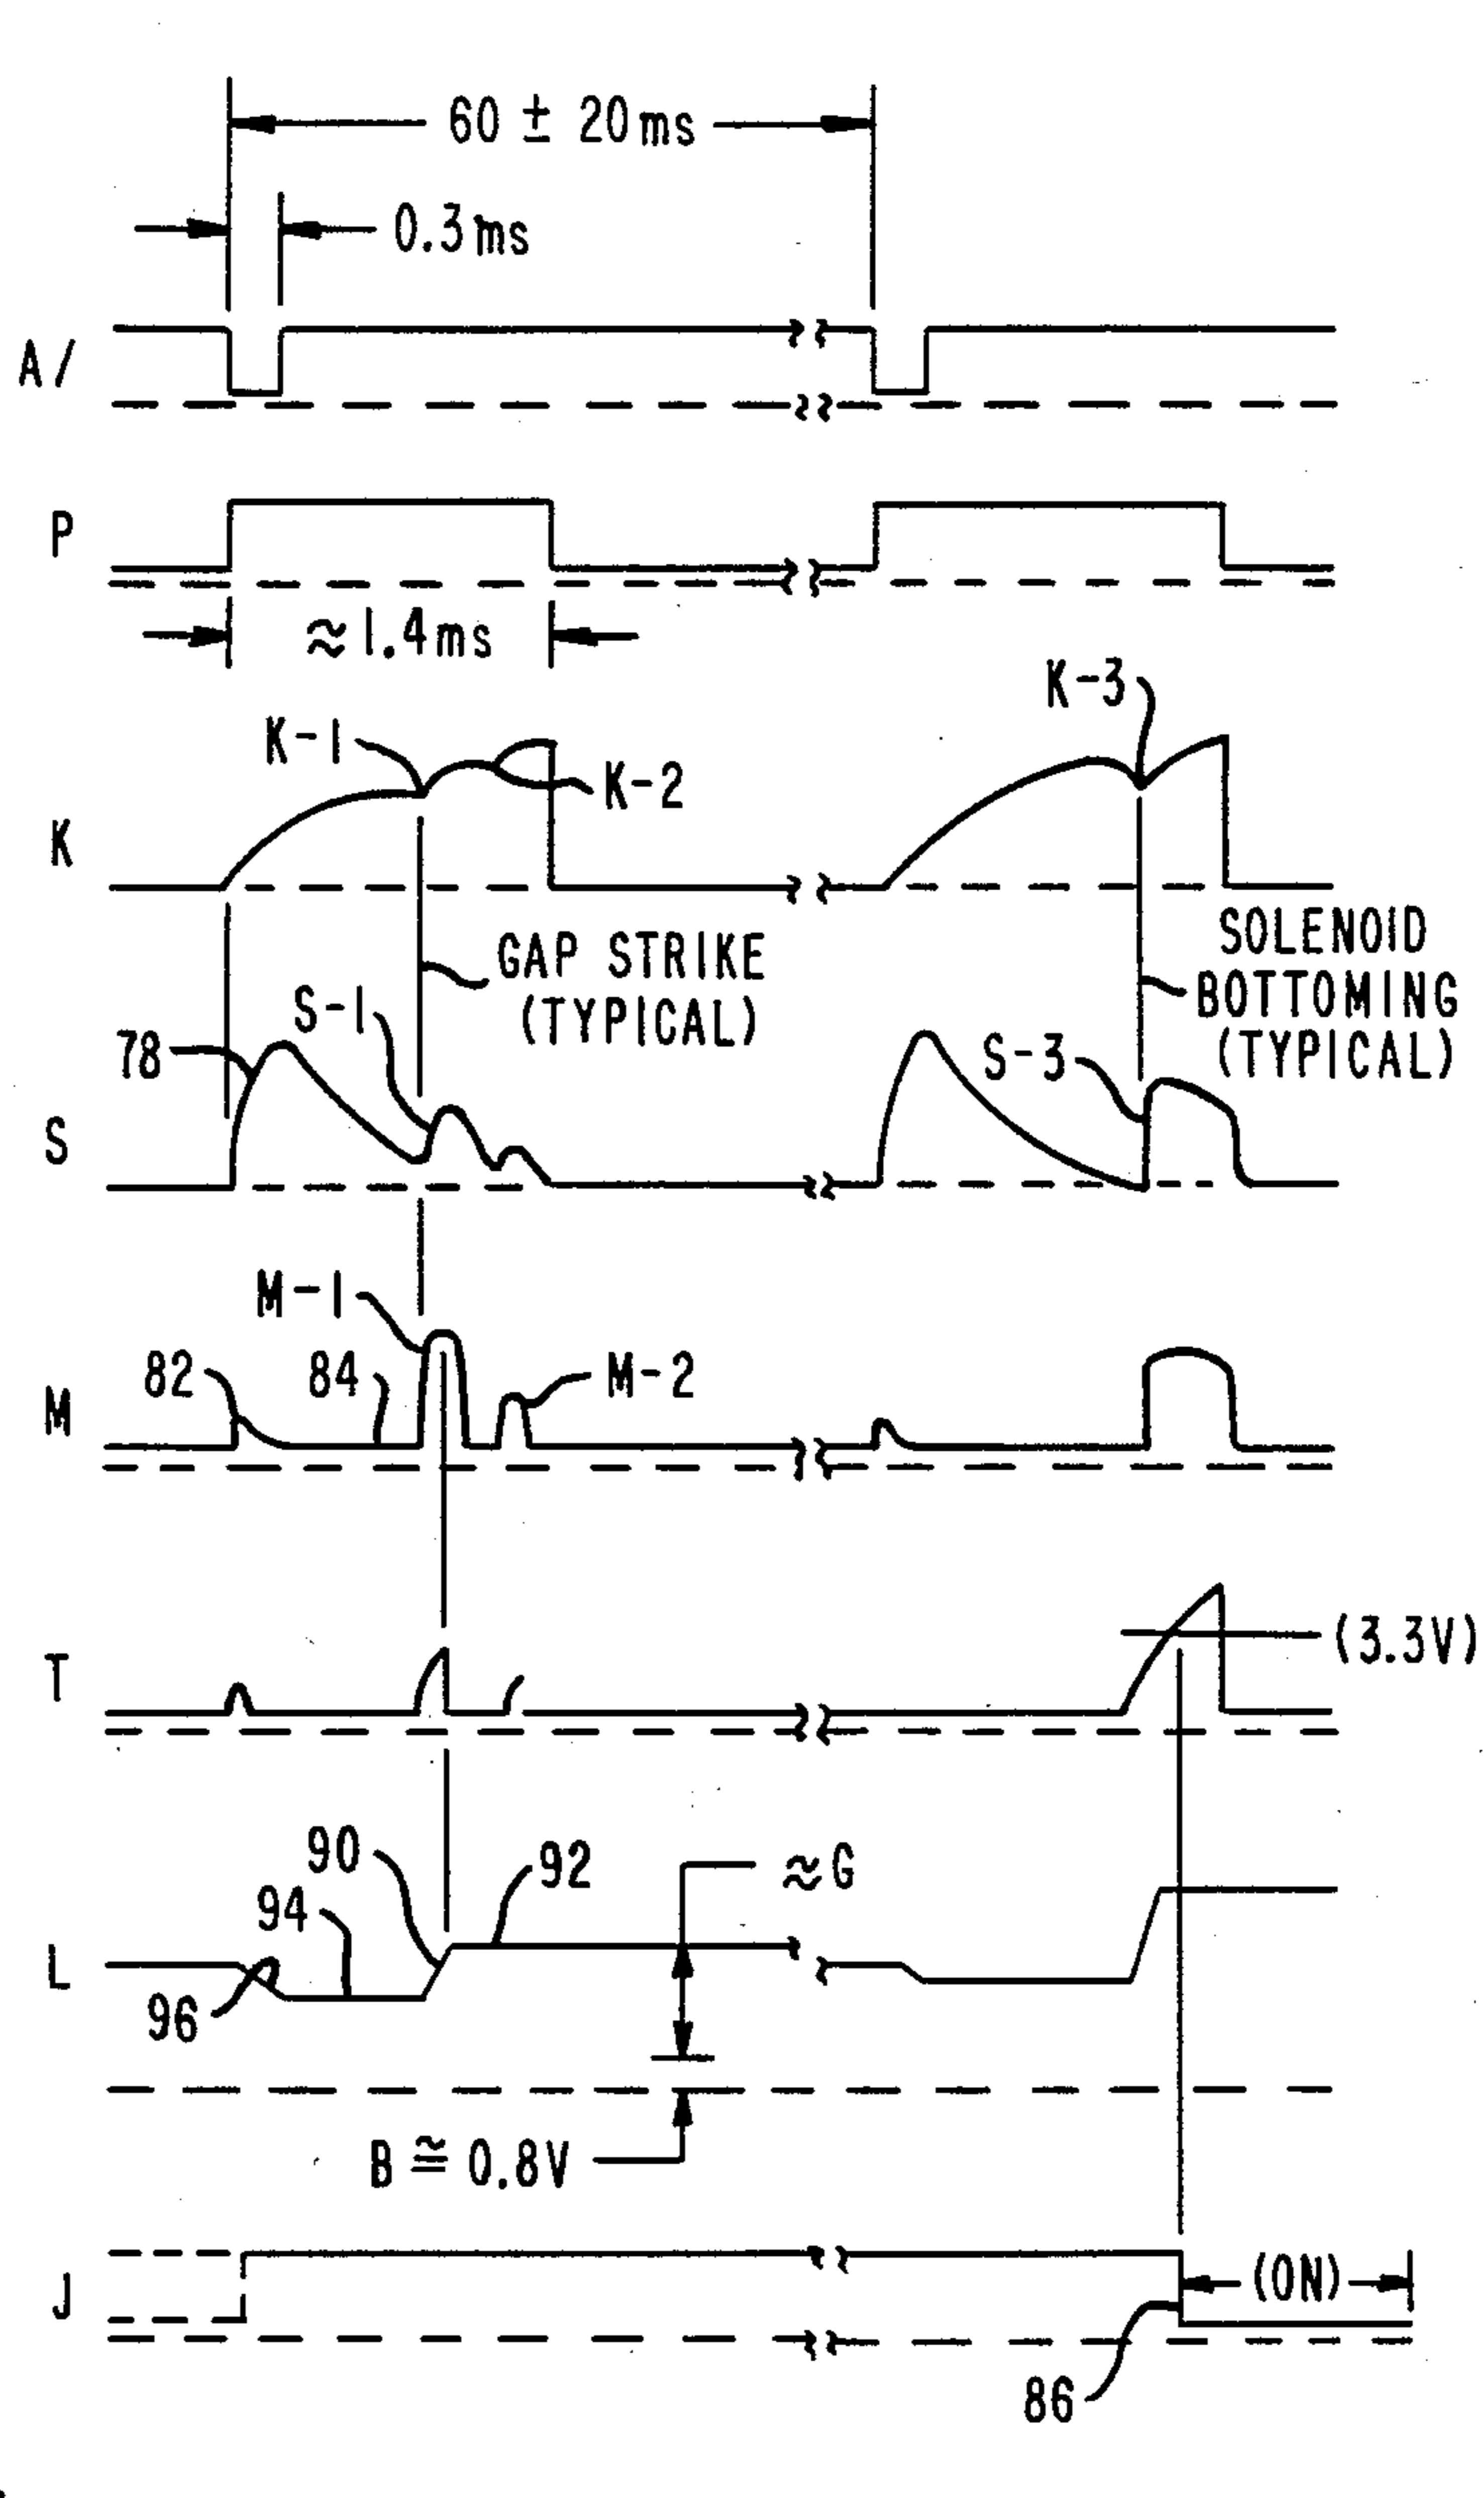 60 ± 20ms
0.3ms
A/
P
≈1.4ms
K-3
K-1
K-2
K
GAP STRIKE
(TYPICAL)
SOLENOID
BOTTOMING
(TYPICAL)
S-1
78
S-3
S
M-1
82
84
M-2
M
(3.3V)
T
90
92
≈G
94
L
96
B ≅ 0.8V
J
(ON)
86